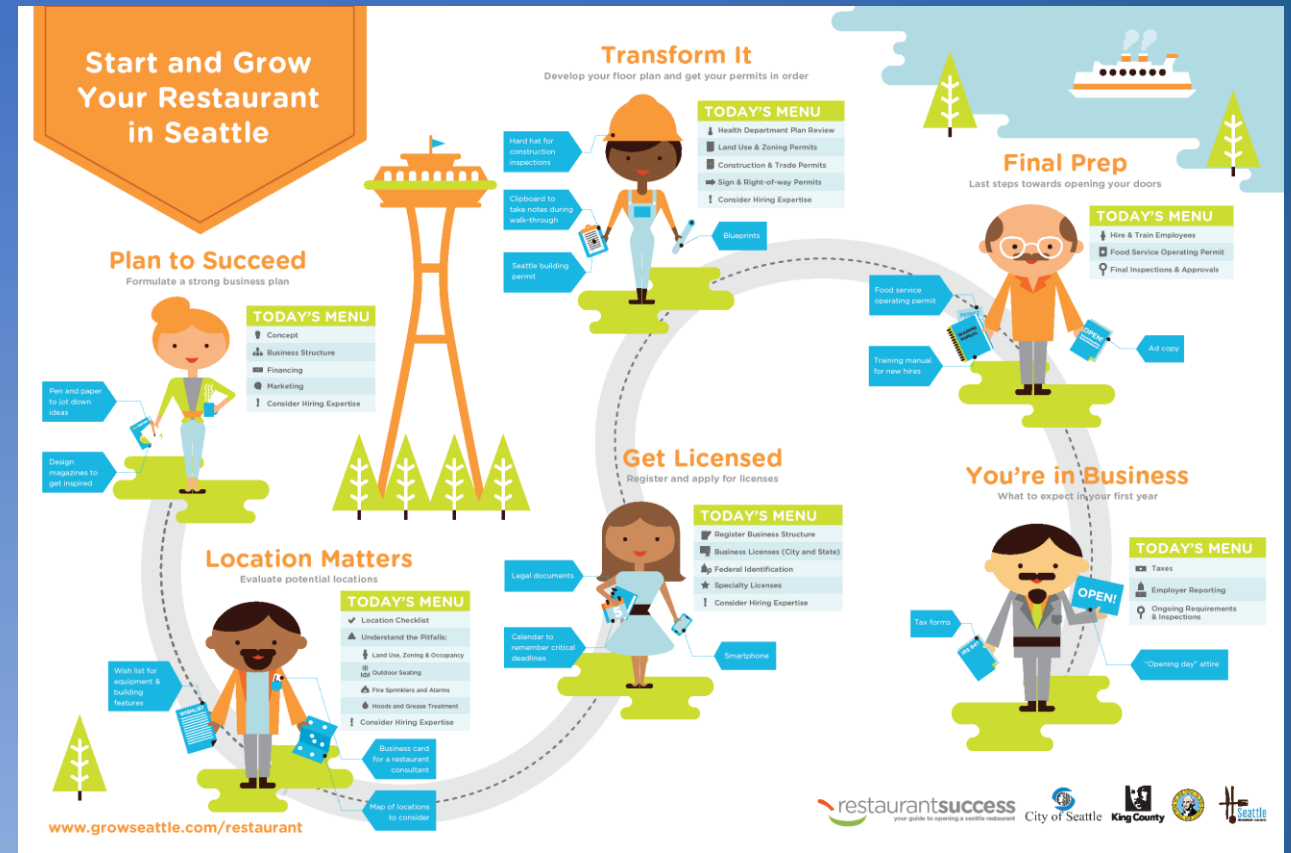 Start and Grow
Your Restaurant
in Seattle
Plan to Succeed
Formulate a strong business plan
TODAY'S MENU
Concept
Business Structure
Financing
Marketing
! Consider Hiring Expertise
Pen and paper
to jot down
ideas
Design
magazines to
get inspired
Location Matters
Evaluate potential locations
TODAY'S MENU
Location Checklist
Understand the Pitfalls:
Land Use, Zoning & Occupancy
Outdoor Seating
Fire Sprinklers and Alarms
Hoods and Grease Treatment
! Consider Hiring Expertise
Wish list for
equipment &
building
features
WISHLIST
Business card
for a restaurant
consultant
Map of locations
to consider
Get Licensed
Register and apply for licenses
TODAY'S MENU
Register Business Structure
Business Licenses (City and State)
Federal Identification
Specialty Licenses
! Consider Hiring Expertise
Legal documents
5
Calendar to
remember critical
deadlines
Smartphone
Transform It
Develop your floor plan and get your permits in order
TODAY'S MENU
Health Department Plan Review
Land Use & Zoning Permits
Construction & Trade Permits
Sign & Right-of-way Permits
! Consider Hiring Expertise
Hard hat for
construction
inspections
Clipboard to
take notes during
walk-through
Seattle building
permit
Blueprints
Final Prep
Last steps towards opening your doors
TODAY'S MENU
Hire & Train Employees
Food Service Operating Permit
Final Inspections & Approvals
Food service
operating permit
PERMIT
TRAINING
MANUAL
OPEN!
Training manual
for new hires
Ad copy
You're in Business
What to expect in your first year
TODAY'S MENU
Taxes
Employer Reporting
Ongoing Requirements
& Inspections
OPEN!
Tax forms
"Opening day" attire
www.growseattle.com/restaurant
restaurantsuccess
your guide to opening a seattle restaurant
City of Seattle
King County
Seattle